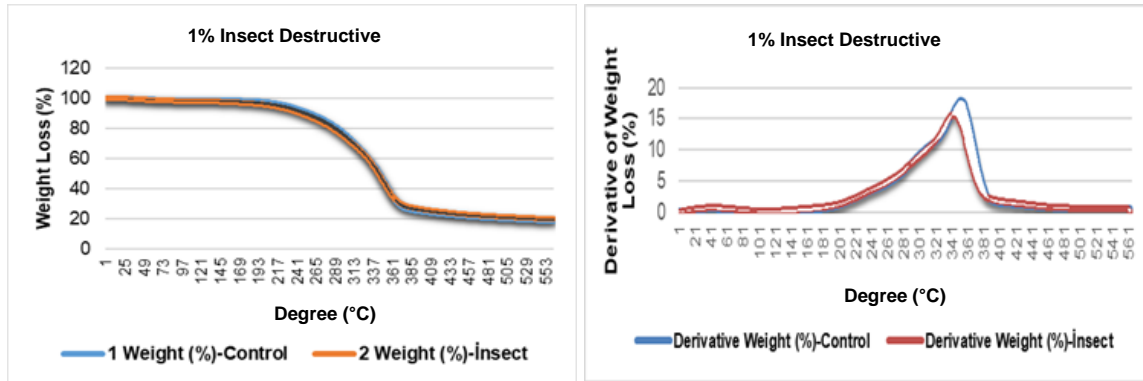 1% Insect Destructive
Weight Loss (%)
120
100
80
60
40
20
0
1 25 49 73 97 121 145 169 193 217 241 265 289 313 337 361 385 409 433 457 481 505 529 553
Degree (°C)
1 Weight (%)-Control 2 Weight (%)-İnsect
1% Insect Destructive
Derivative of Weight
Loss (%)
20
15
10
5
0
1 21 41 61 81 101 121 141 161 181 201 221 241 261 281 301 321 341 361 381 401 421 441 461 481 501 521 541 561
Degree (°C)
Derivative Weight (%)-Control Derivative Weight (%)-İnsect